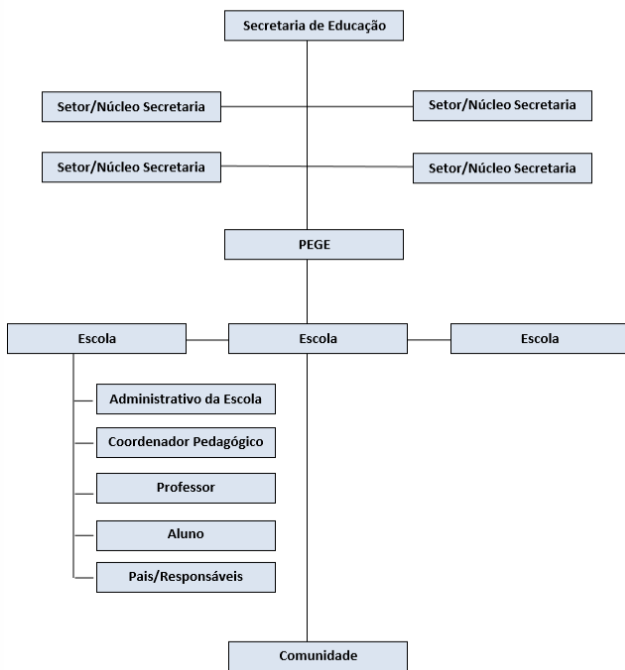 Secretaria de Educação
Setor/Núcleo Secretaria
Setor/Núcleo Secretaria
Setor/Núcleo Secretaria
Setor/Núcleo Secretaria
PEGE
Escola
Escola
Escola
Administrativo da Escola
Coordenador Pedagógico
Professor
Aluno
Pais/Responsáveis
Comunidade